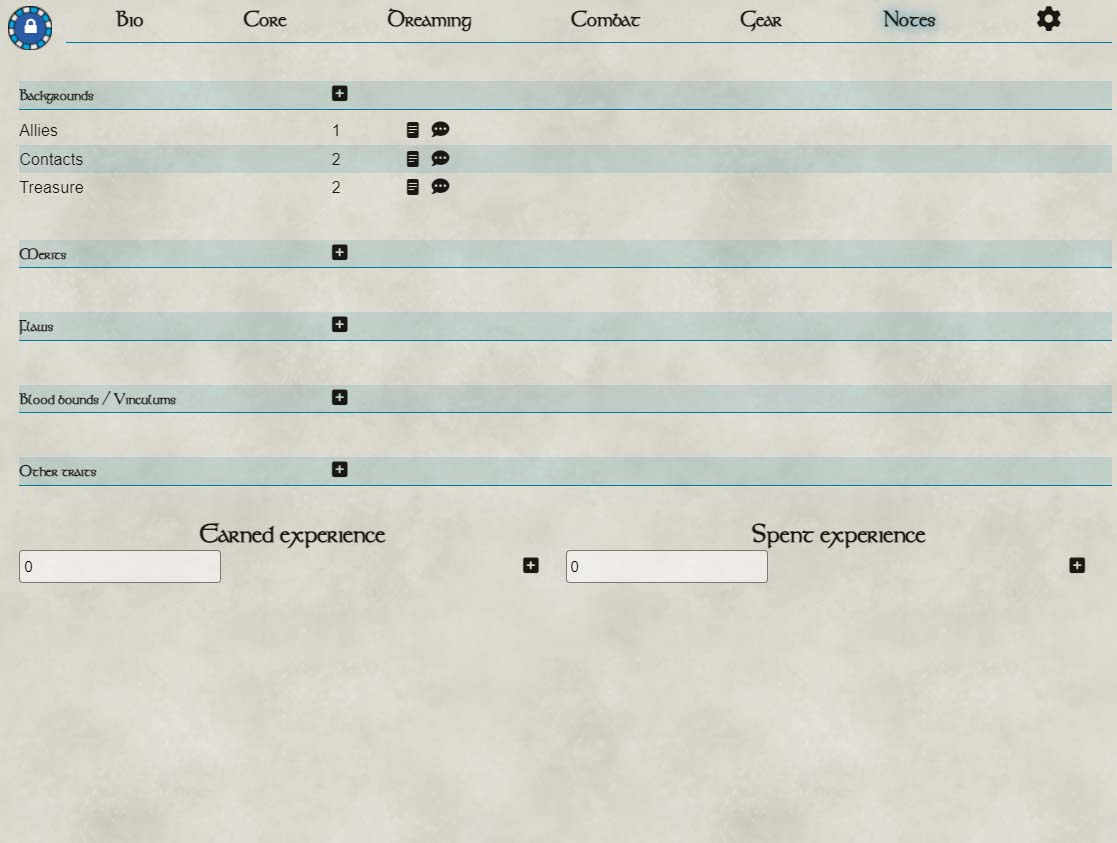 Bio Core Dreaming Combat Gear Notes
Backgrounds
Allies 1
Contacts 2
Treasure 2
Merits
Flaws
Blood bounds / Vinculums
Other traits
Earned experience Spent experience
0 0